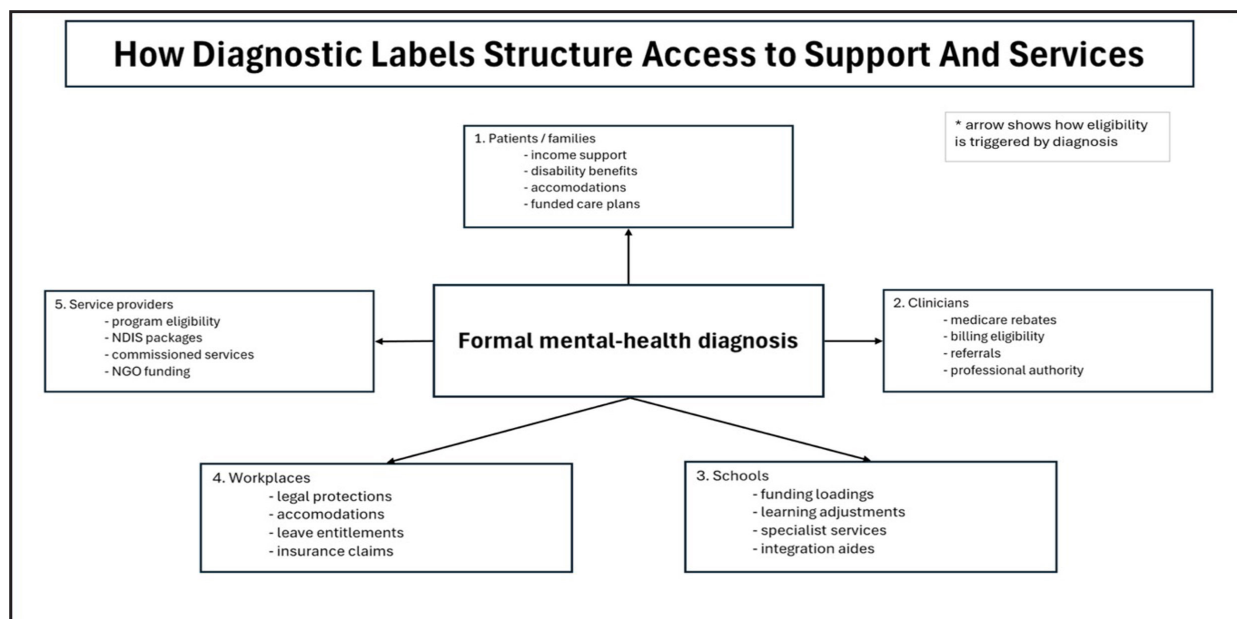 How Diagnostic Labels Structure Access to Support And Services
* arrow shows how eligibility
is triggered by diagnosis
1. Patients / families
- income support
- disability benefits
- accomodations
- funded care plans
Formal mental-health diagnosis
2. Clinicians
- medicare rebates
- billing eligibility
- referrals
- professional authority
3. Schools
- funding loadings
- learning adjustments
- specialist services
- integration aides
4. Workplaces
- legal protections
- accomodations
- leave entitlements
- insurance claims
5. Service providers
- program eligibility
- NDIS packages
- commissioned services
- NGO funding